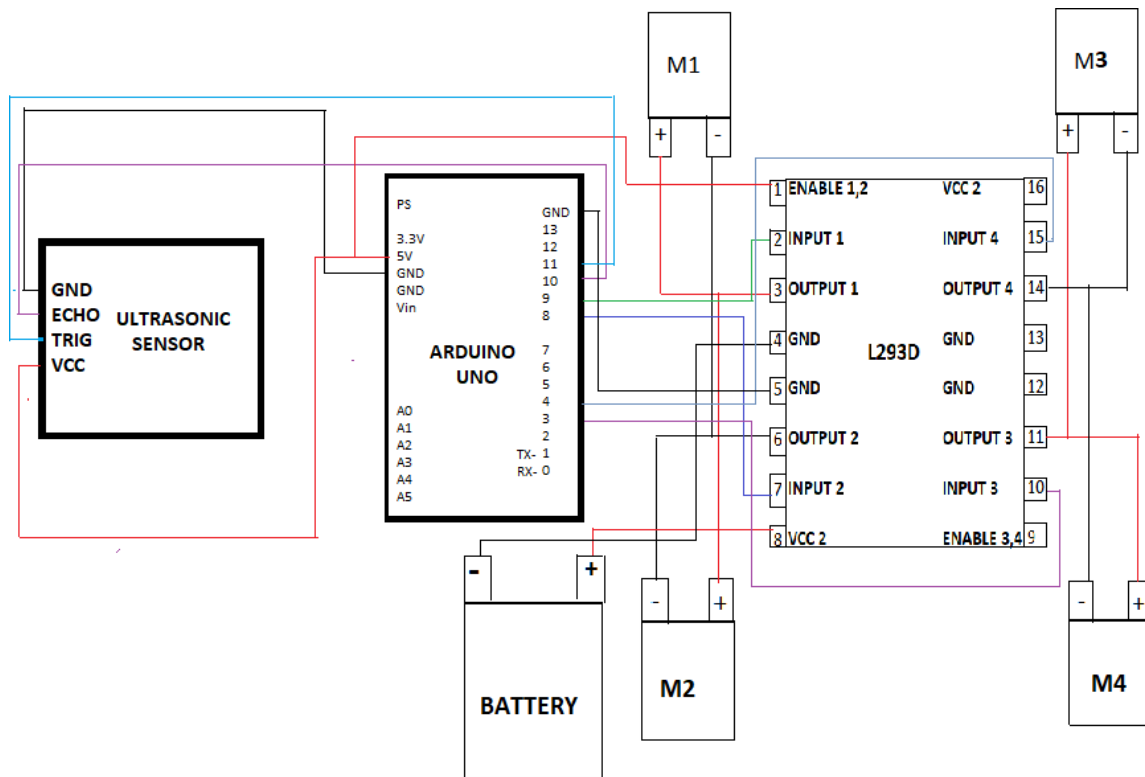 M1
+ -
M3
+ -
GND
ECHO
TRIG
VCC
ULTRASONIC
SENSOR
PS
3.3V
5V
GND
GND
Vin
A0
A1
A2
A3
A4
A5
ARDUINO
UNO
GND
13
12
11
10
9
8
7
6
5
4
3
2
TX- 1
RX- 0
1 ENABLE 1,2
2 INPUT 1
3 OUTPUT 1
4 GND
5 GND
6 OUTPUT 2
7 INPUT 2
8 VCC 2
L293D
VCC 2 16
INPUT 4 15
OUTPUT 4 14
GND 13
GND 12
OUTPUT 3 11
INPUT 3 10
ENABLE 3,4 9
- +
BATTERY
- +
M2
- +
M4